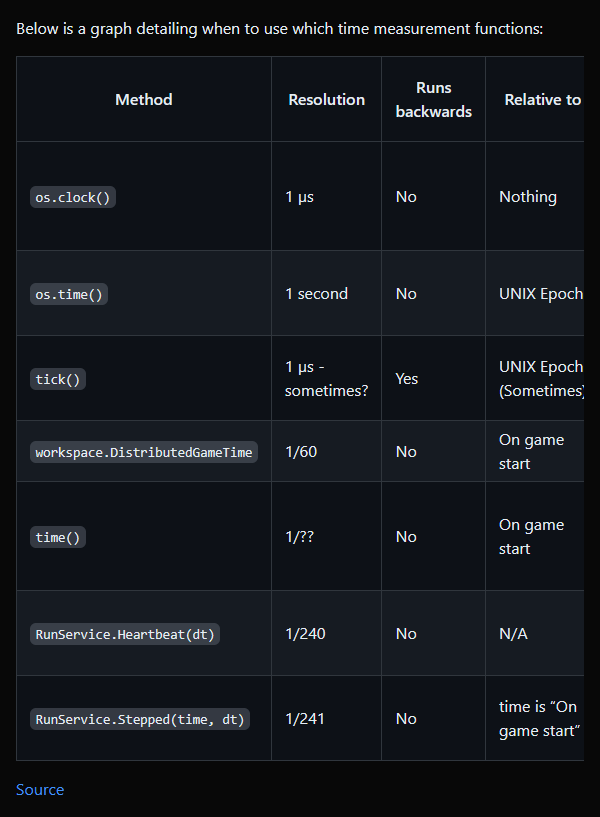 Below is a graph detailing when to use which time measurement functions:
Method
Resolution
Runs
backwards
Relative to
os.clock()
1 µs
No
Nothing
os.time()
1 second
No
UNIX Epoch
tick()
1 µs -
sometimes?
Yes
UNIX Epoch
(Sometimes)
workspace.DistributedGameTime
1/60
No
On game
start
time()
1/??
No
On game
start
RunService.Heartbeat(dt)
1/240
No
N/A
RunService.Stepped(time, dt)
1/241
No
time is “On
game start”
Source